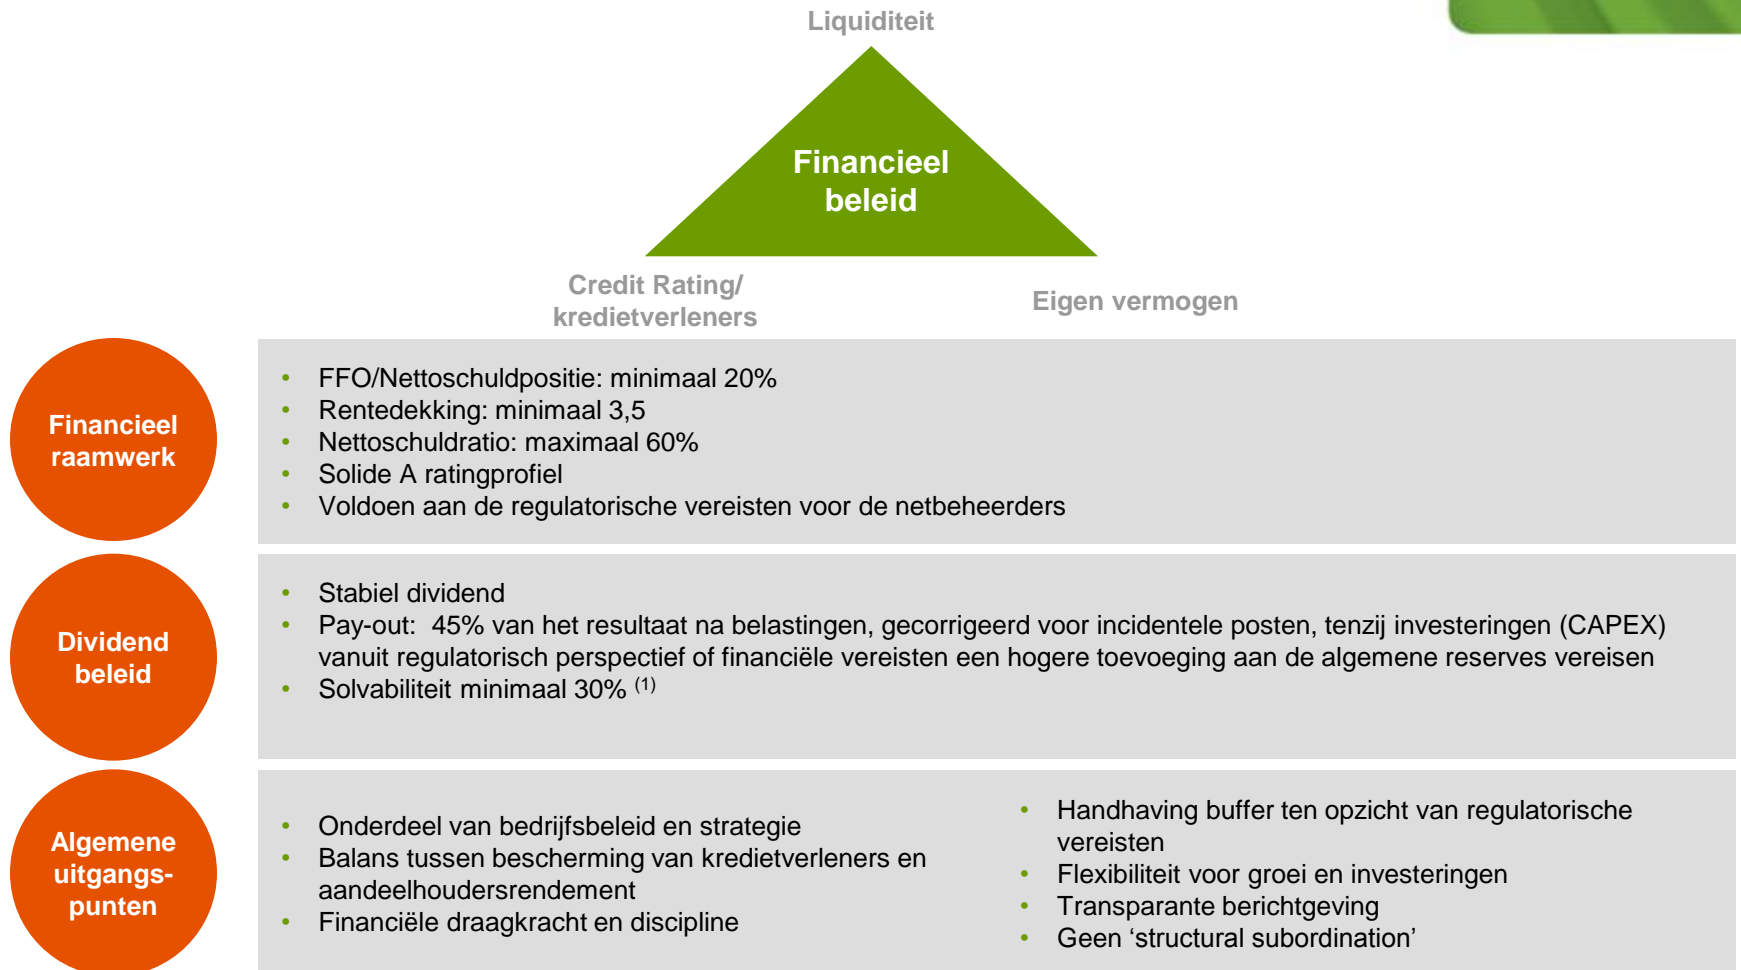 Liquiditeit
Financieel
beleid
Credit Rating/
kredietverleners
Eigen vermogen
Financieel
raamwerk
• FFO/Nettoschuldpositie: minimaal 20%
• Rentedekking: minimaal 3,5
• Nettoschuldratio: maximaal 60%
• Solide A ratingprofiel
• Voldoen aan de regulatorische vereisten voor de netbeheerders
Dividend
beleid
• Stabiel dividend
• Pay-out: 45% van het resultaat na belastingen, gecorrigeerd voor incidentele posten, tenzij investeringen (CAPEX)
vanuit regulatorisch perspectief of financiële vereisten een hogere toevoeging aan de algemene reserves vereisen
• Solvabiliteit minimaal 30% (1)
Algemene
uitgangs-
punten
• Onderdeel van bedrijfsbeleid en strategie
• Balans tussen bescherming van kredietverleners en
aandeelhoudersrendement
• Financiële draagkracht en discipline
• Handhaving buffer ten opzicht van regulatorische
vereisten
• Flexibiliteit voor groei en investeringen
• Transparante berichtgeving
• Geen ‘structural subordination’